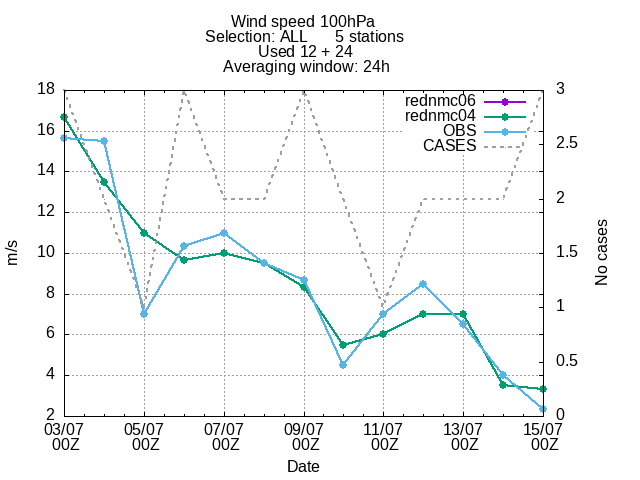 Wind speed 100hPa
Selection: ALL      5 stations
Used 12 + 24
Averaging window: 24h
rednmc06
rednmc04
OBS
CASES
18
16
14
12
10
8
6
4
2
m/s
3
2.5
2
1.5
1
0.5
0
No cases
03/07 05/07 07/07 09/07 11/07 13/07 15/07
00Z 00Z 00Z 00Z 00Z 00Z 00Z
Date